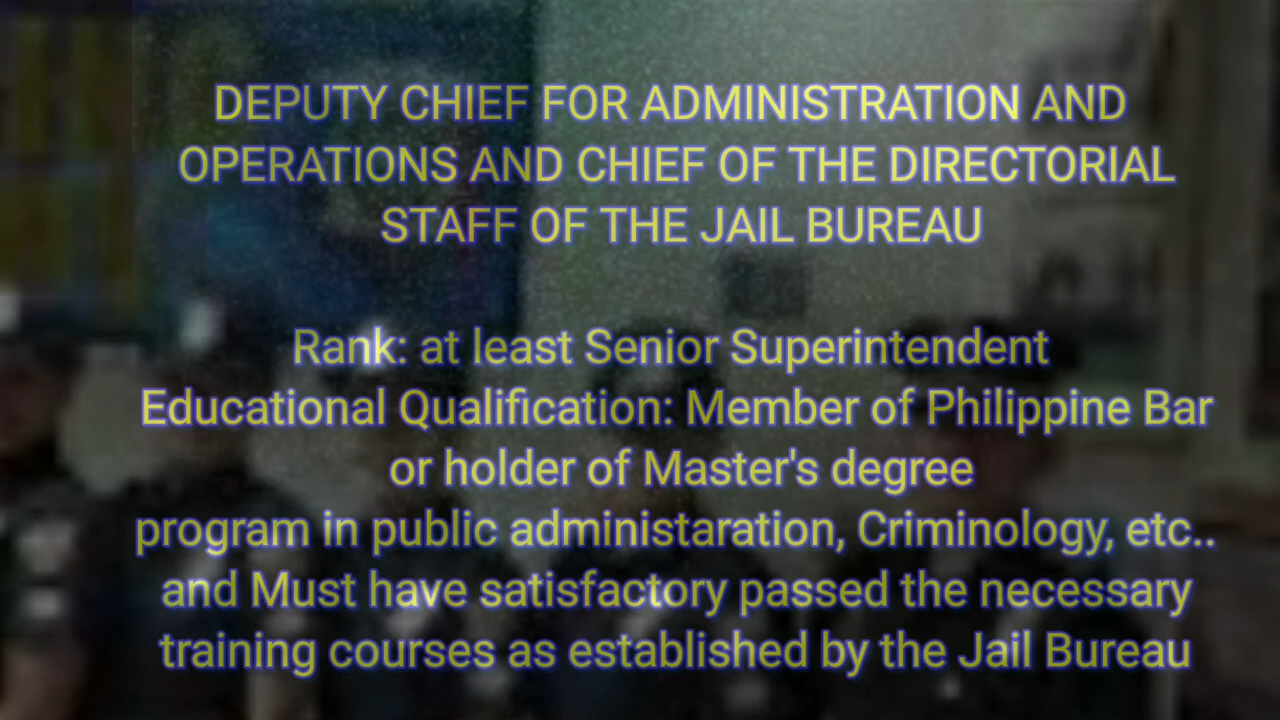 DEPUTY CHIEF FOR ADMINISTRATION AND
OPERATIONS AND CHIEF OF THE DIRECTORIAL
STAFF OF THE JAIL BUREAU
Rank: at least Senior Superintendent
Educational Qualification: Member of Philippine Bar
or holder of Master's degree
program in public administaration, Criminology, etc..
and Must have satisfactory passed the necessary
training courses as established by the Jail Bureau